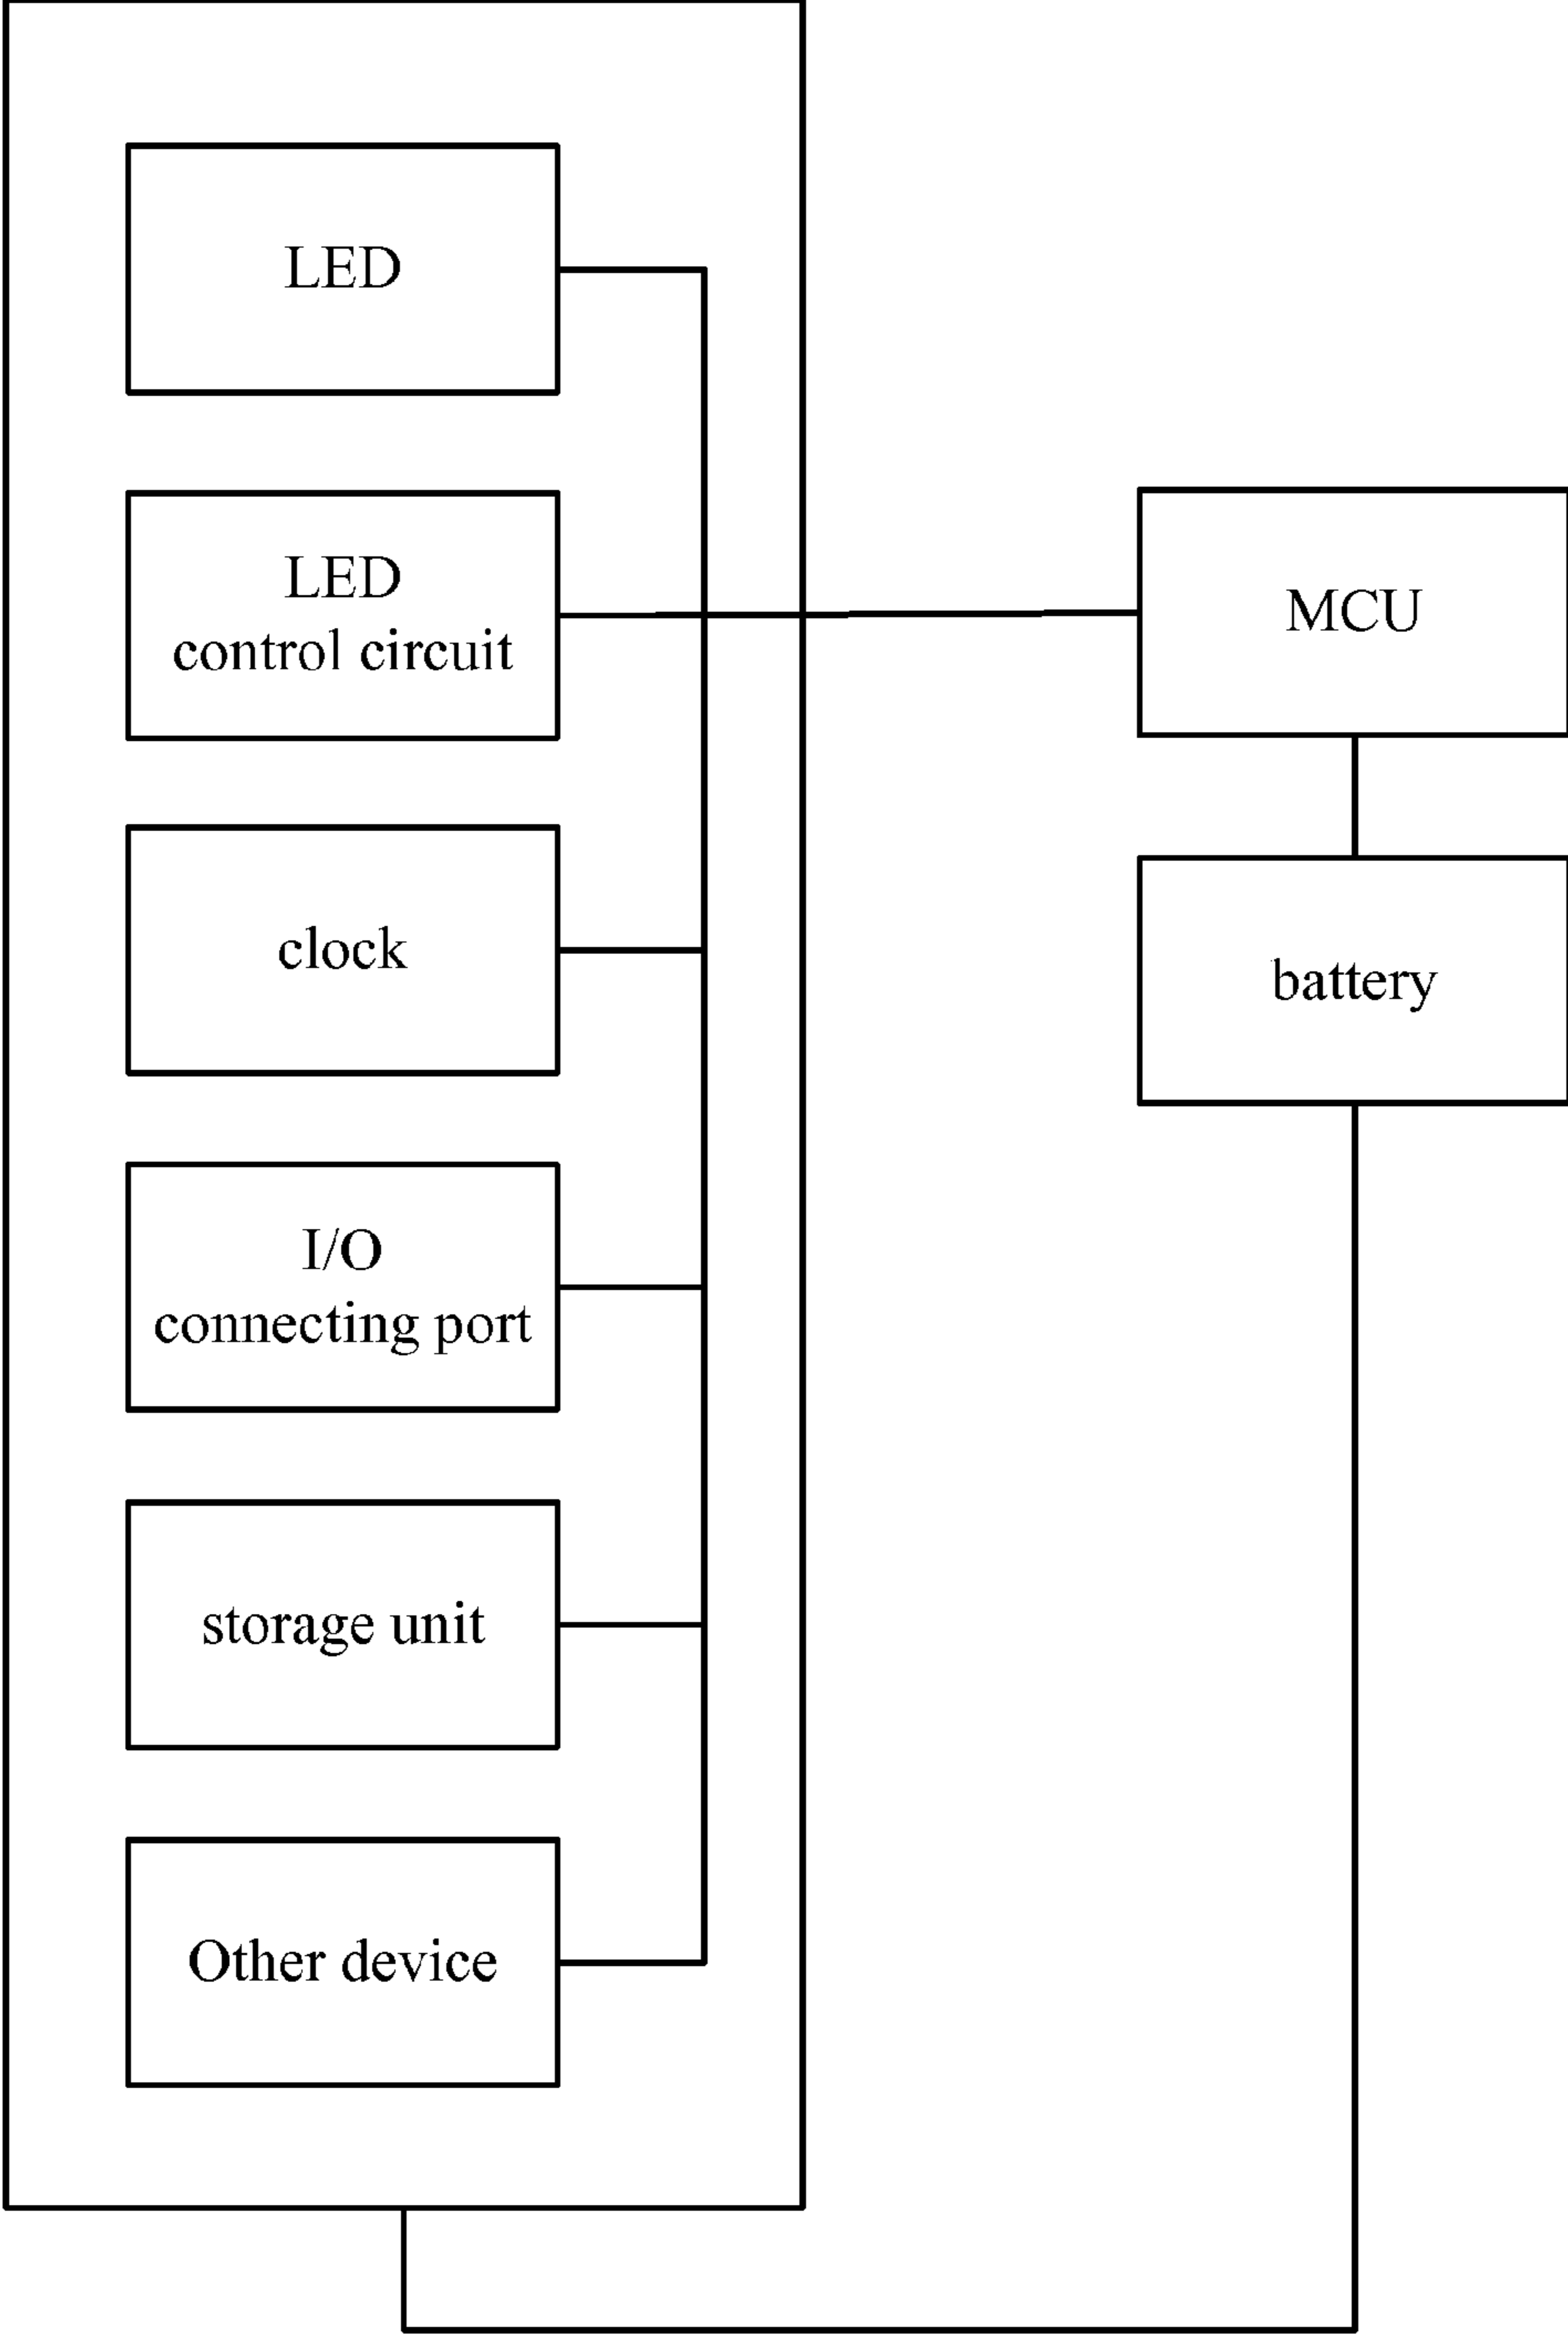 LED
LED
control circuit
MCU
clock
battery
I/O
connecting port
storage unit
Other device